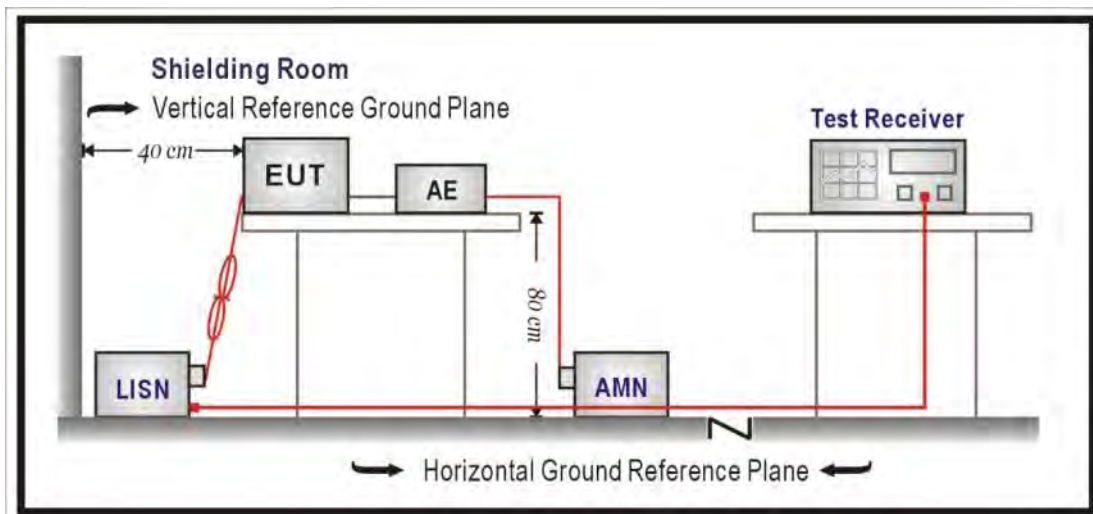 Shielding Room
Vertical Reference Ground Plane
40 cm
EUT
AE
Test Receiver
80 cm
LISN
AMN
Horizontal Ground Reference Plane